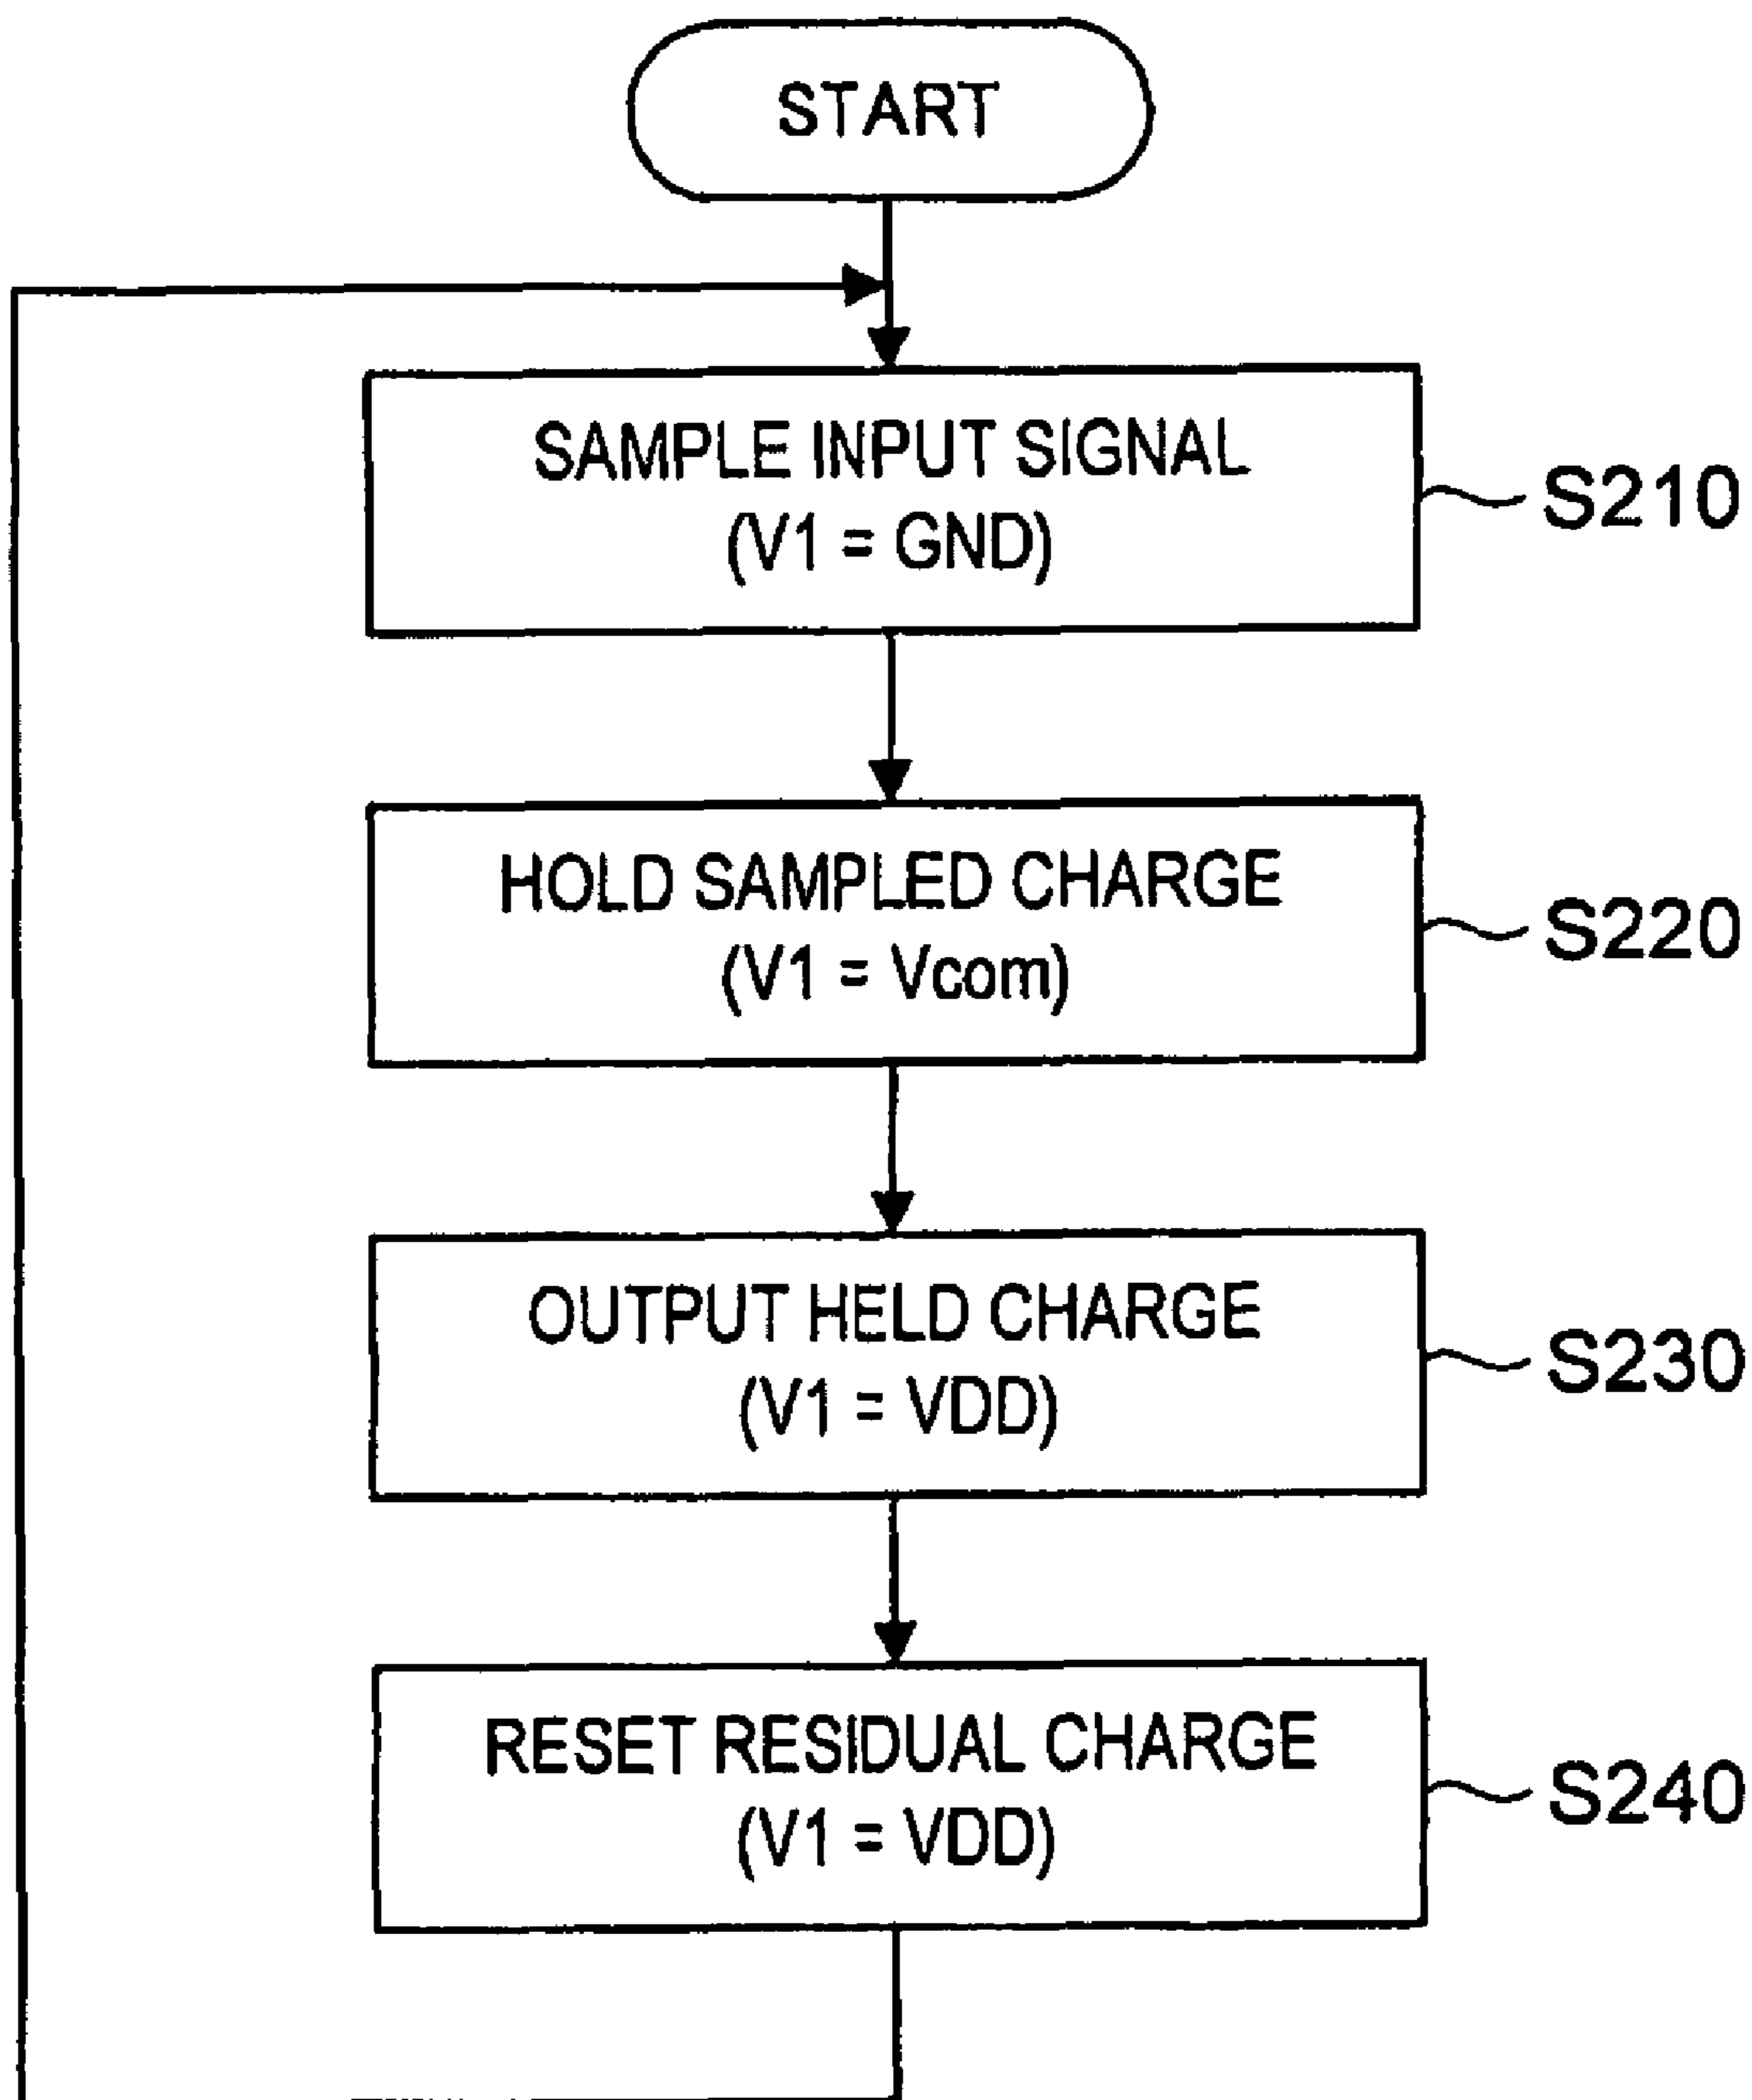 START
SAMPLE INPUT SIGNAL
(V1 = GND)
S210
HOLD SAMPLED CHARGE
(V1 = Vcom)
S220
OUTPUT HELD CHARGE
(V1 = VDD)
S230
RESET RESIDUAL CHARGE
(V1 = VDD)
S240